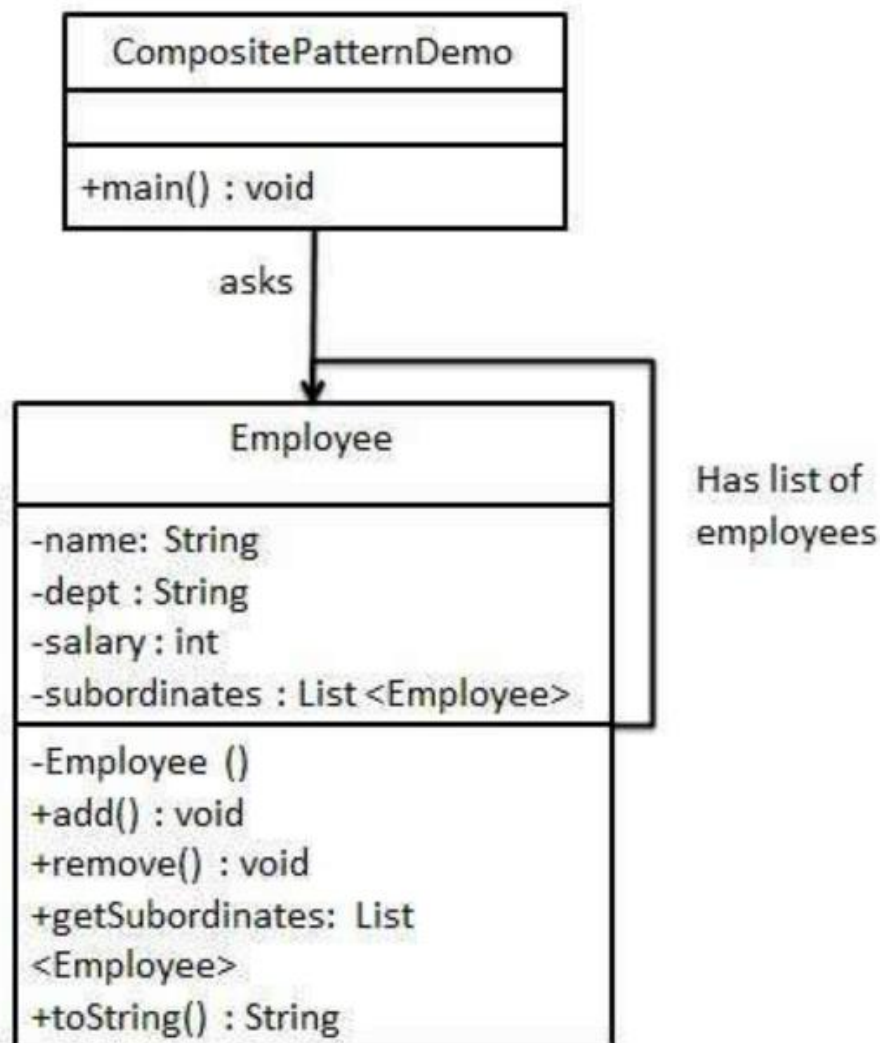 CompositePatternDemo
+main() : void
asks
Employee
-name: String
-dept : String
-salary : int
-subordinates : List <Employee>
Has list of
employees
-Employee ()
+add() : void
+remove() : void
+getSubordinates: List
<Employee>
+toString() : String